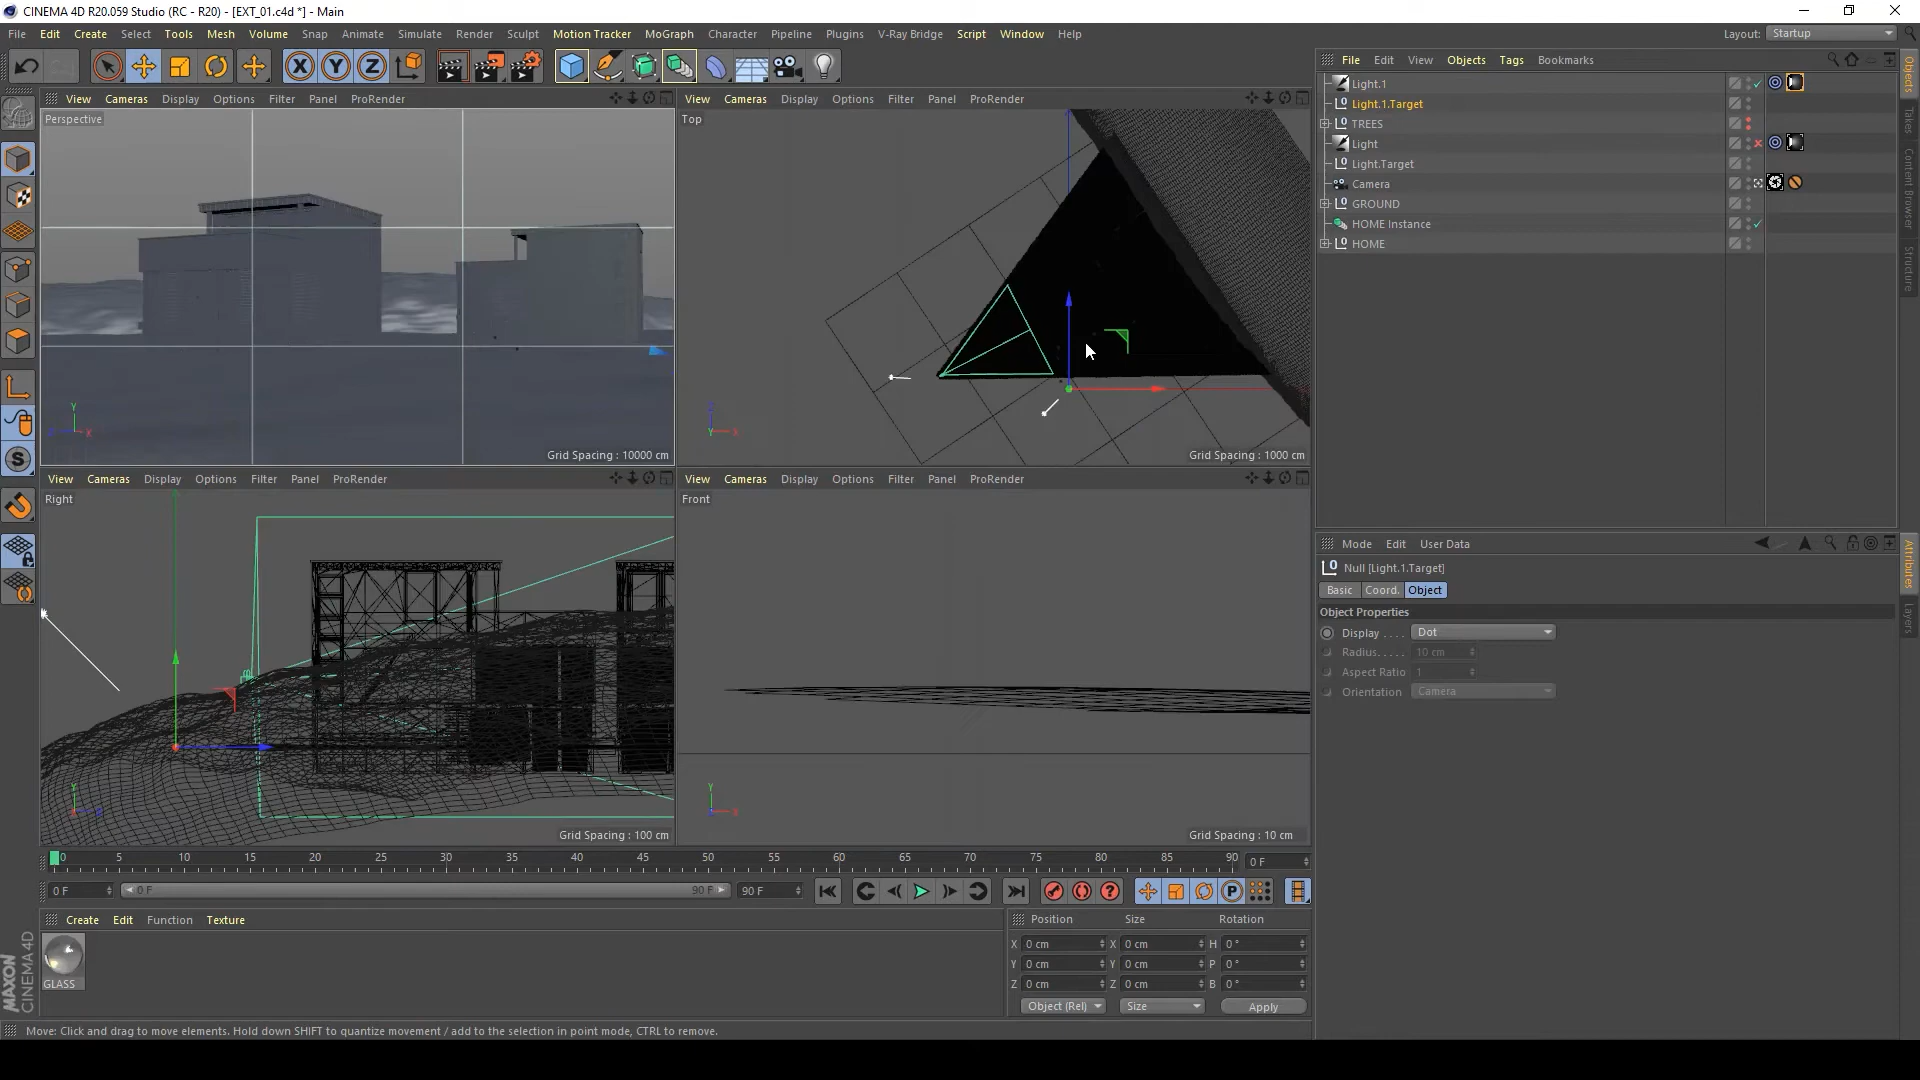 CINEMA 4D R20.059 Studio (RC - R20) - [EXT_01.c4d *] - Main
File Edit Create Select Tools Mesh Volume Snap Animate Simulate Render Sculpt Motion Tracker MoGraph Character Pipeline Plugins V-Ray Bridge Script Window Help
Layout: Startup
File Edit View Objects Tags Bookmarks
View Cameras Display Options Filter Panel ProRender
View Cameras Display Options Filter Panel ProRender
Perspective
Top
Light.1
Light.1.Target
TREES
Light
Light.Target
Camera
GROUND
HOME Instance
HOME
Objects
Takes
Content Browser
Structure
Grid Spacing : 10000 cm
Grid Spacing : 1000 cm
View Cameras Display Options Filter Panel ProRender
View Cameras Display Options Filter Panel ProRender
Right
Front
Mode Edit User Data
Null [Light.1.Target]
Basic Coord. Object
Object Properties
Display . . . . Dot
Radius. . . . . 10 cm
Aspect Ratio 1
Orientation Camera
Attributes
Layers
Grid Spacing : 100 cm
Grid Spacing : 10 cm
0 5 10 15 20 25 30 35 40 45 50 55 60 65 70 75 80 85 90 0 F
0 F 0 F 90 F 90 F
Create Edit Function Texture
Position Size Rotation
X 0 cm X 0 cm H 0 °
Y 0 cm Y 0 cm P 0 °
Z 0 cm Z 0 cm B 0 °
Object (Rel) Size Apply
GLASS
MAXON
CINEMA 4D
Move: Click and drag to move elements. Hold down SHIFT to quantize movement / add to the selection in point mode, CTRL to remove.